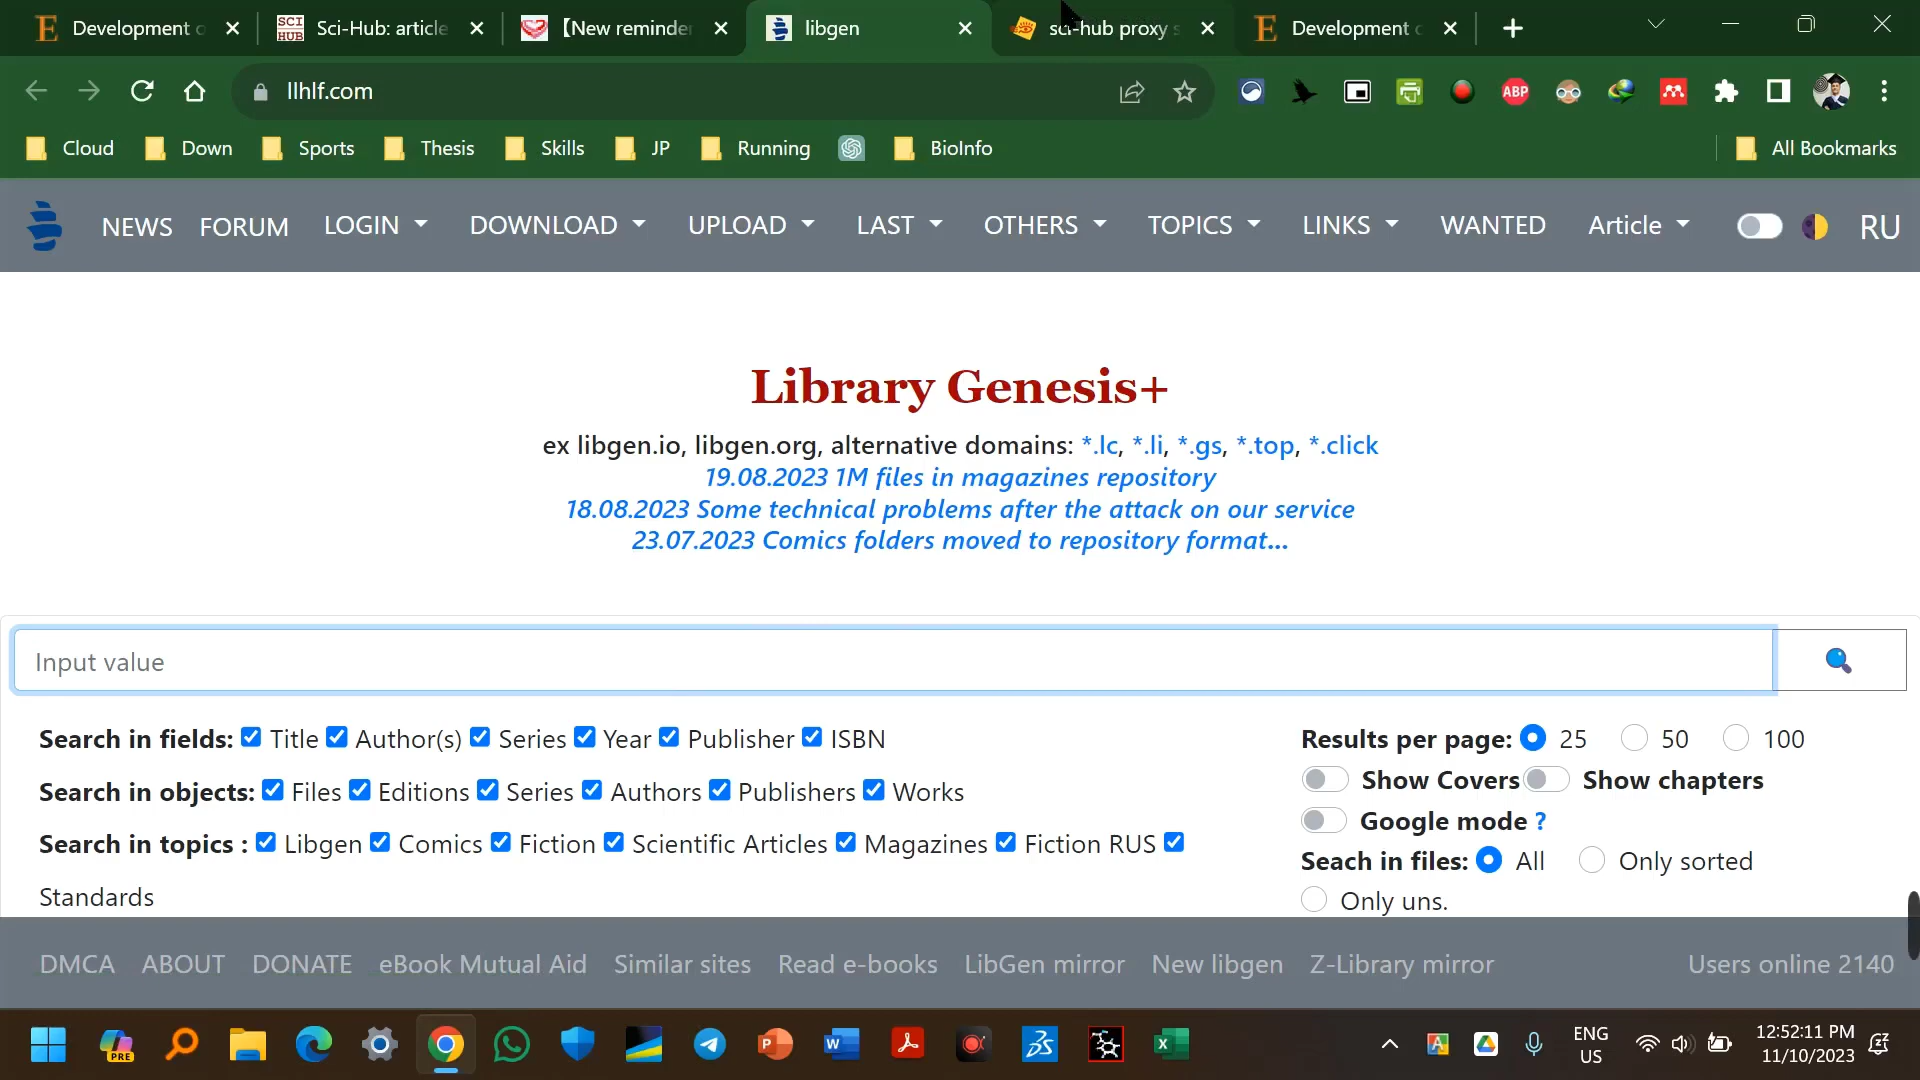 Development c
Sci-Hub: article
【New reminder
libgen
sci-hub proxy s
Development c
llhlf.com
ABP
Cloud
Down
Sports
Thesis
Skills
JP
Running
BioInfo
All Bookmarks
NEWS
FORUM
LOGIN
DOWNLOAD
UPLOAD
LAST
OTHERS
TOPICS
LINKS
WANTED
Article
RU
Library Genesis+
ex libgen.io, libgen.org, alternative domains: *.lc, *.li, *.gs, *.top, *.click
19.08.2023 1M files in magazines repository
18.08.2023 Some technical problems after the attack on our service
23.07.2023 Comics folders moved to repository format...
Input value
Search in fields: Title Author(s) Series Year Publisher ISBN
Results per page: 25 50 100
Search in objects: Files Editions Series Authors Publishers Works
Show Covers Show chapters
Google mode ?
Search in topics : Libgen Comics Fiction Scientific Articles Magazines Fiction RUS
Standards
Seach in files: All Only sorted
Only uns.
DMCA
ABOUT
DONATE
eBook Mutual Aid
Similar sites
Read e-books
LibGen mirror
New libgen
Z-Library mirror
Users online 2140
PRE
ENG
US
12:52:11 PM
11/10/2023